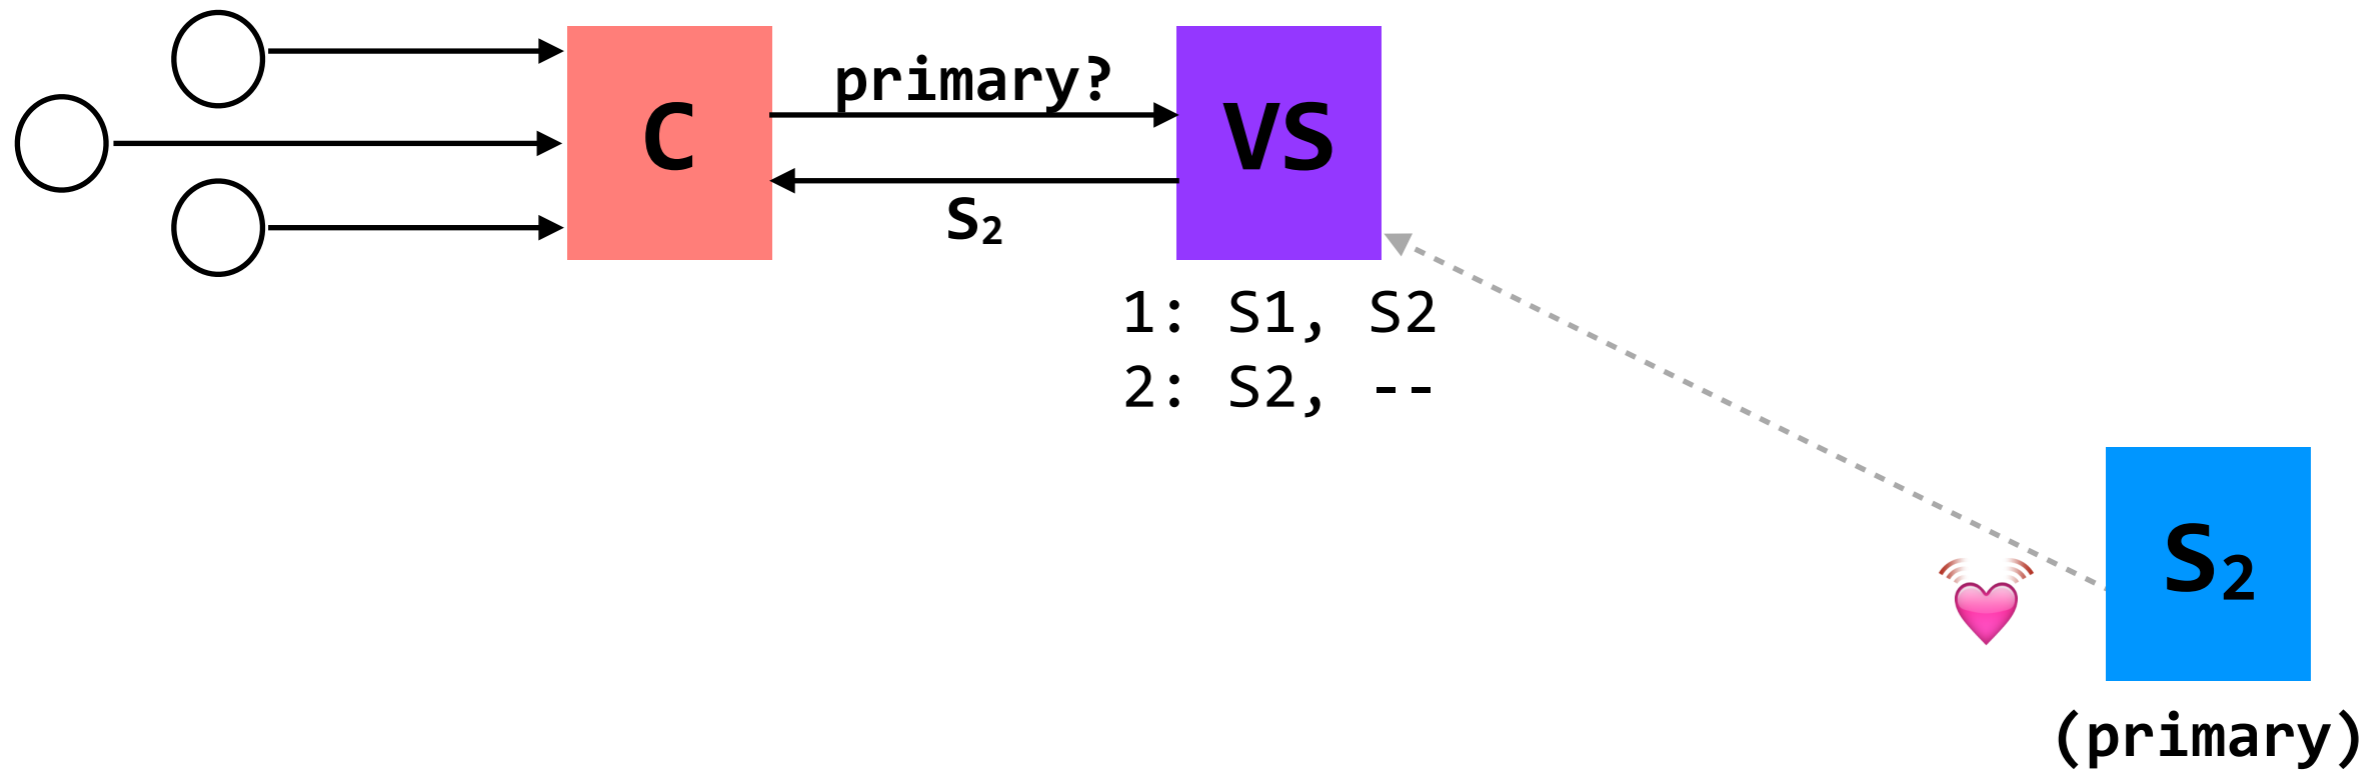 C
primary?
VS
S₂
1: S1, S2
2: S2, --
S₂
(primary)